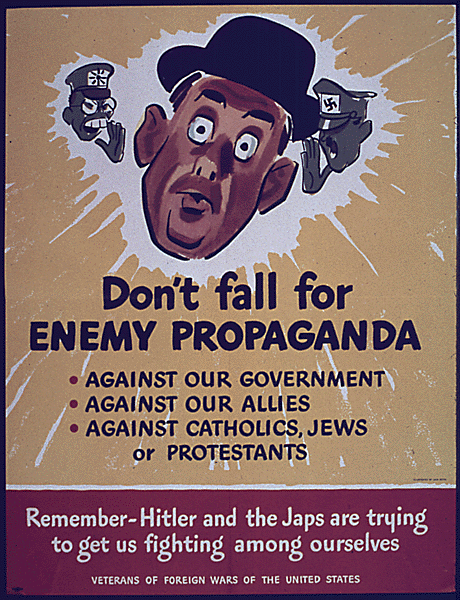 Don't fall for
ENEMY PROPAGANDA
• AGAINST OUR GOVERNMENT
• AGAINST OUR ALLIES
• AGAINST CATHOLICS, JEWS
or PROTESTANTS
Remember-Hitler and the Japs are trying
to get us fighting among ourselves
VETERANS OF FOREIGN WARS OF THE UNITED STATES